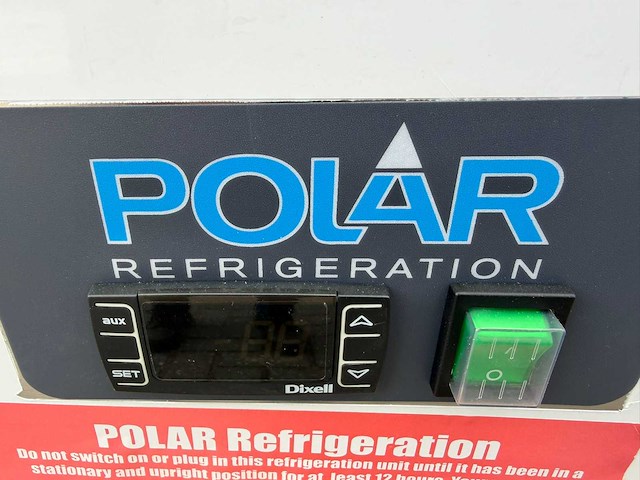 POLAR
REFRIGERATION
aux
SET
Dixell
POLAR Refrigeration
Do not switch on or plug in this refrigeration unit until it has been in a
stationary and upright position for at least 12 hours.